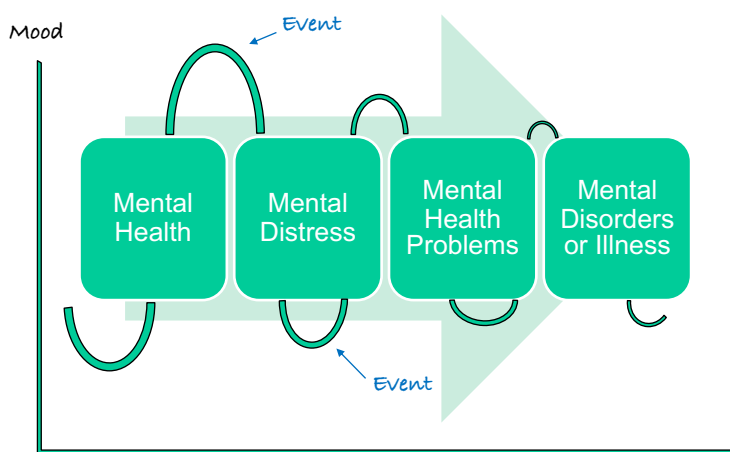 Mood
Event
Mental
Health
Mental
Distress
Mental
Health
Problems
Mental
Disorders
or Illness
Event